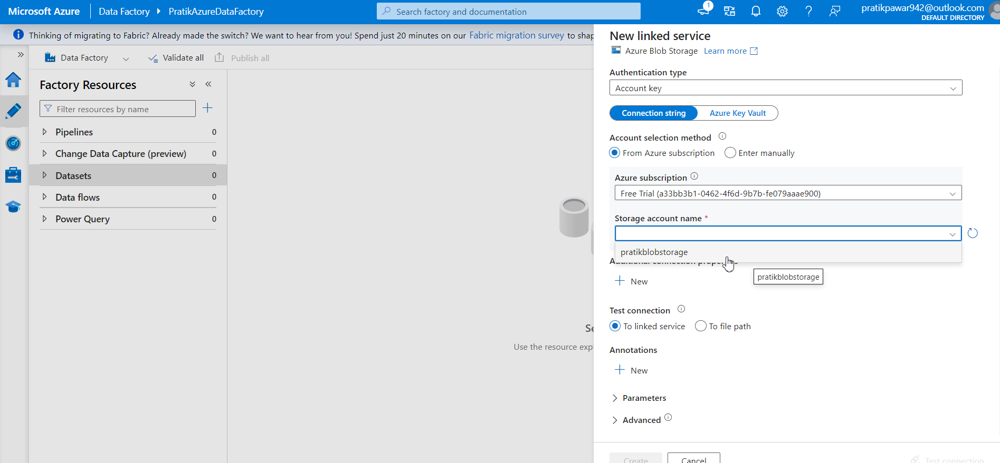 Microsoft Azure
Data Factory
PratikAzureDataFactory
Search factory and documentation
1
pratikpawar942@outlook.com
DEFAULT DIRECTORY
Thinking of migrating to Fabric? Already made the switch? We want to hear from you! Spend just 20 minutes on our Fabric migration survey to shap
Data Factory
Validate all
Publish all
Factory Resources
Filter resources by name
Pipelines 0
Change Data Capture (preview) 0
Datasets 0
Data flows 0
Power Query 0
Se
Use the resource exp
New linked service
Azure Blob Storage Learn more
Authentication type
Account key
Connection string Azure Key Vault
Account selection method
From Azure subscription Enter manually
Azure subscription
Free Trial (a33bb3b1-0462-4f6d-9b7b-fe079aaae900)
Storage account name *
pratikblobstorage
Additional connection properties
pratikblobstorage
New
Test connection
To linked service To file path
Annotations
New
Parameters
Advanced
Create Cancel Test connection